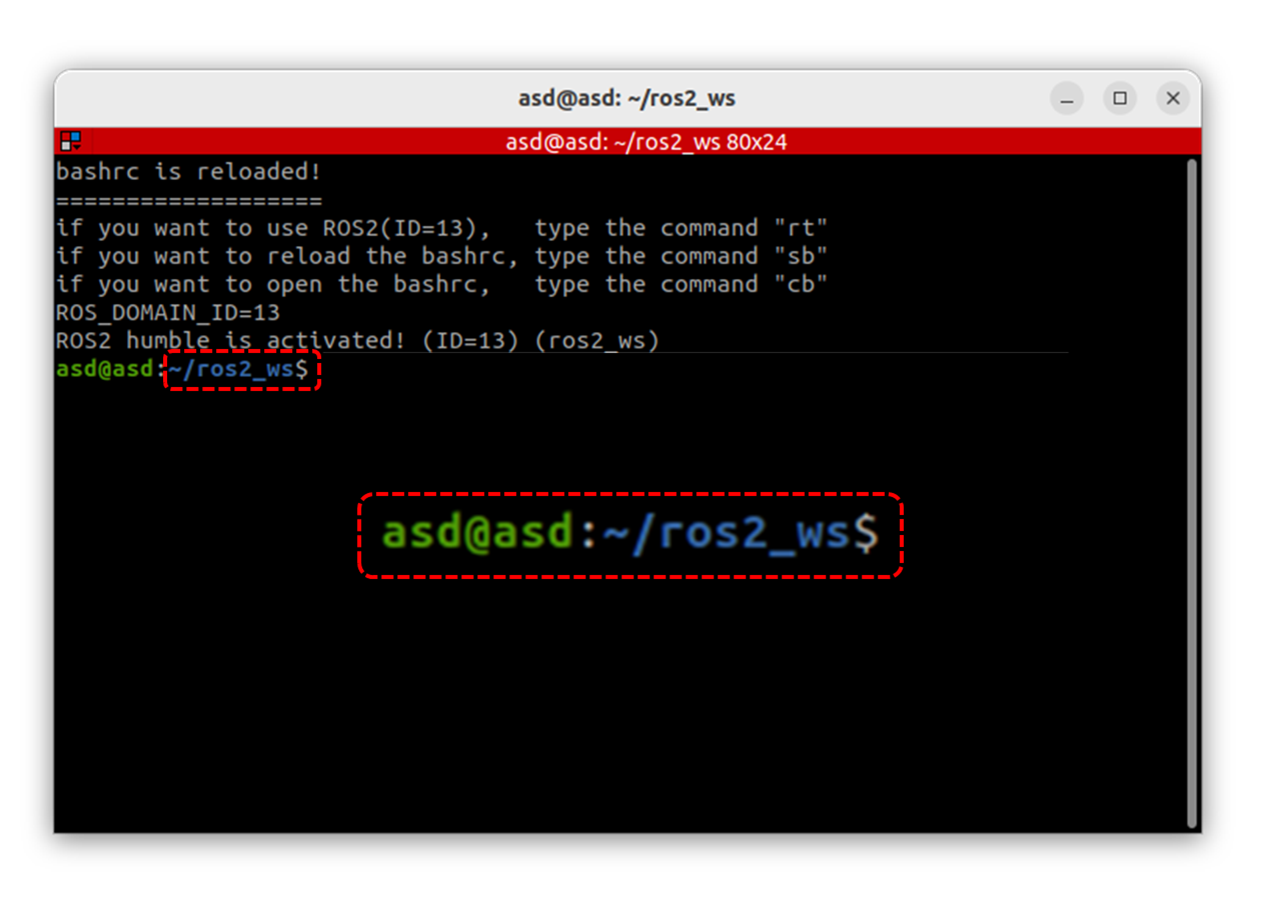 asd@asd: ~/ros2_ws
asd@asd: ~/ros2_ws 80x24
bashrc is reloaded!
===================
if you want to use ROS2(ID=13),   type the command "rt"
if you want to reload the bashrc, type the command "sb"
if you want to open the bashrc,   type the command "cb"
ROS_DOMAIN_ID=13
ROS2 humble is activated! (ID=13) (ros2_ws)
asd@asd:~/ros2_ws$
asd@asd:~/ros2_ws$